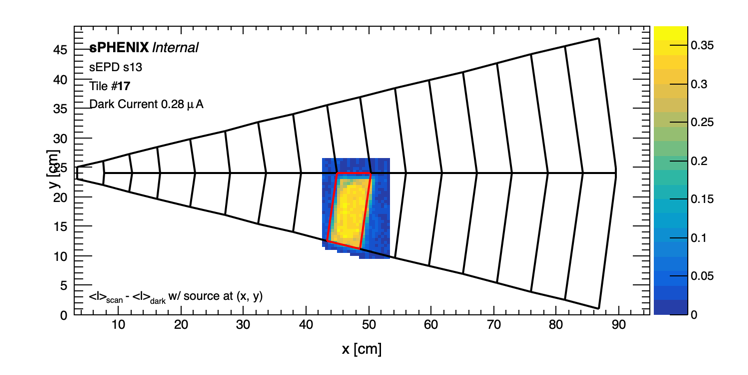 sPHENIX Internal
sEPD s13
Tile #17
Dark Current 0.28 μA
<I>scan - <I>dark w/ source at (x, y)
y [cm]
45
40
35
30
25
20
15
10
5
0
10 20 30 40 50 60 70 80 90
x [cm]
0.35
0.3
0.25
0.2
0.15
0.1
0.05
0